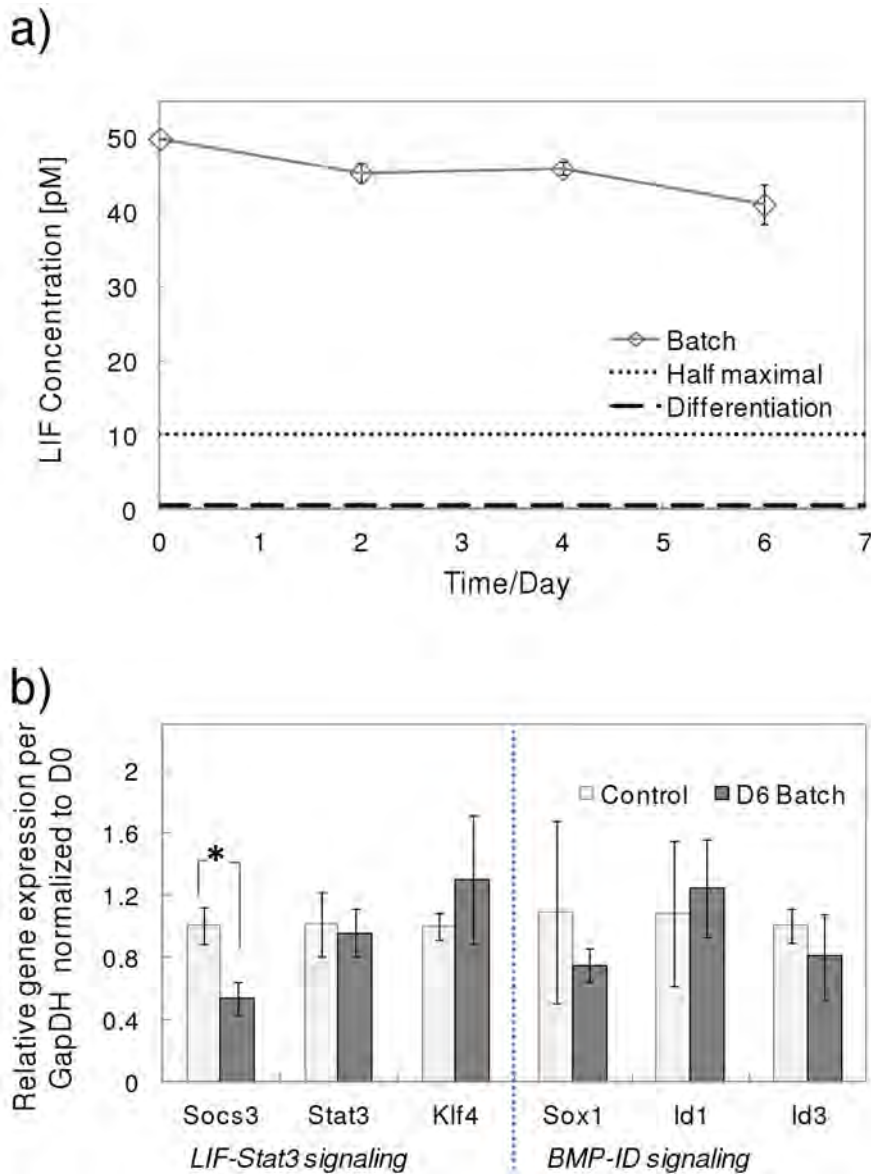 a)
LIF Concentration [pM]
50
40
30
20
10
0
Batch
Half maximal
Differentiation
0 1 2 3 4 5 6 7
Time/Day
b)
Relative gene expression per
GapDH normalized to D0
2
1.6
1.2
0.8
0.4
0
Control D6 Batch
*
Socs3 Stat3 Klf4 Sox1 Id1 Id3
LIF-Stat3 signaling BMP-ID signaling